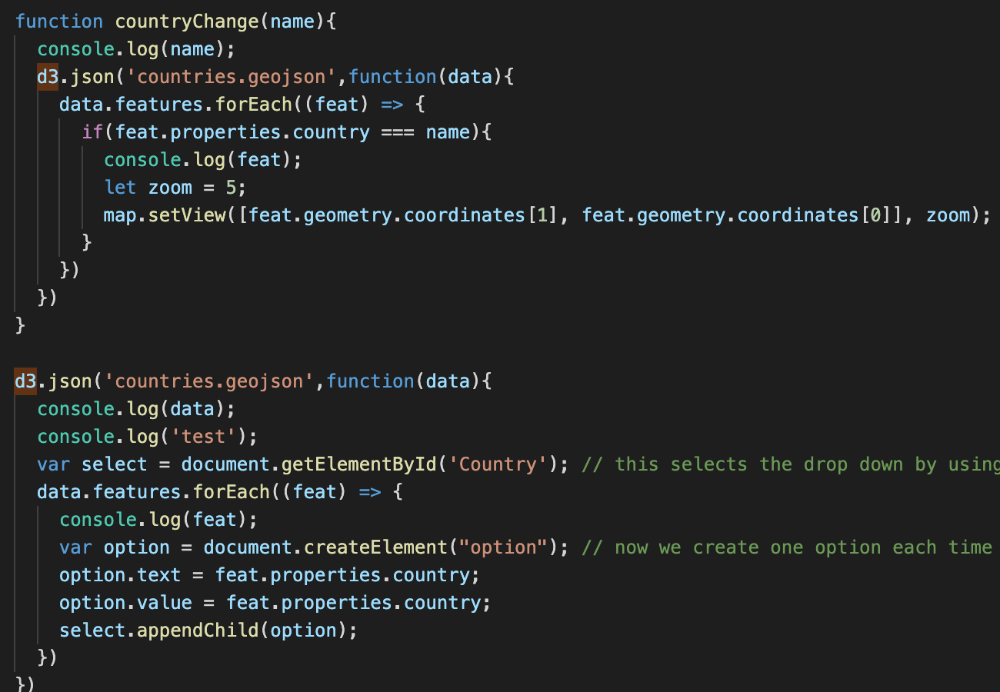 function countryChange(name){
  console.log(name);
  d3.json('countries.geojson',function(data){
    data.features.forEach((feat) => {
      if(feat.properties.country === name){
        console.log(feat);
        let zoom = 5;
        map.setView([feat.geometry.coordinates[1], feat.geometry.coordinates[0]], zoom);
      }
    })
  })
}

d3.json('countries.geojson',function(data){
  console.log(data);
  console.log('test');
  var select = document.getElementById('Country'); // this selects the drop down by using
  data.features.forEach((feat) => {
    console.log(feat);
    var option = document.createElement("option"); // now we create one option each time
    option.text = feat.properties.country;
    option.value = feat.properties.country;
    select.appendChild(option);
  })
})